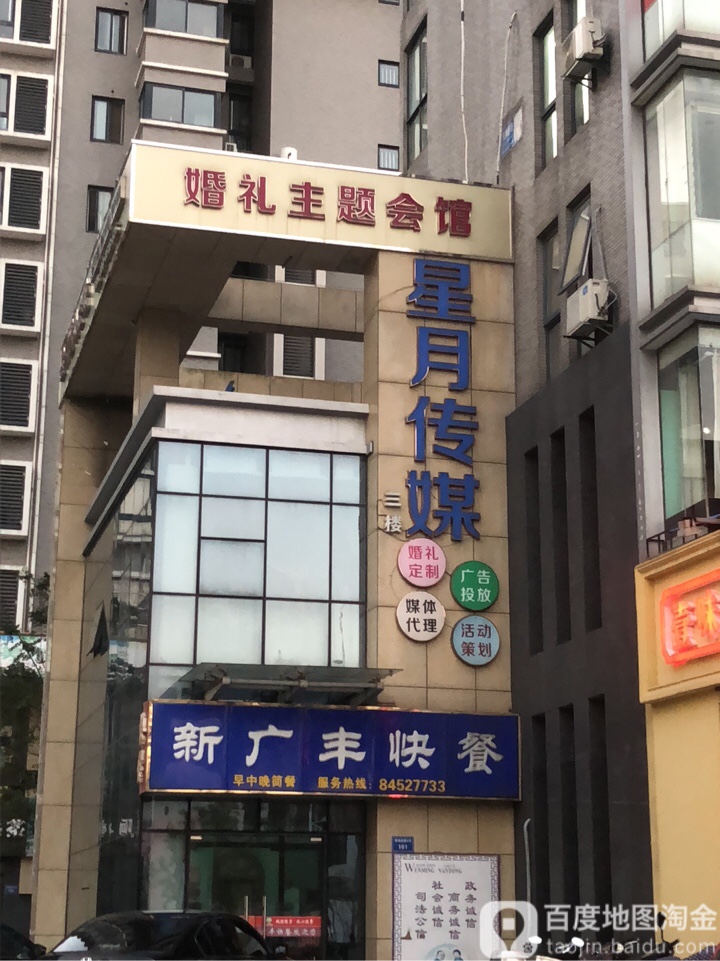 婚礼主题会馆
星月传媒
三楼
婚礼
定制
广告
投放
媒体
代理
活动
策划
新广丰快餐
早中晚简餐 服务热线：84527733
101
政务诚信
商务诚信
社会诚信
司法公信
百度地图淘金
taojin.baidu.com